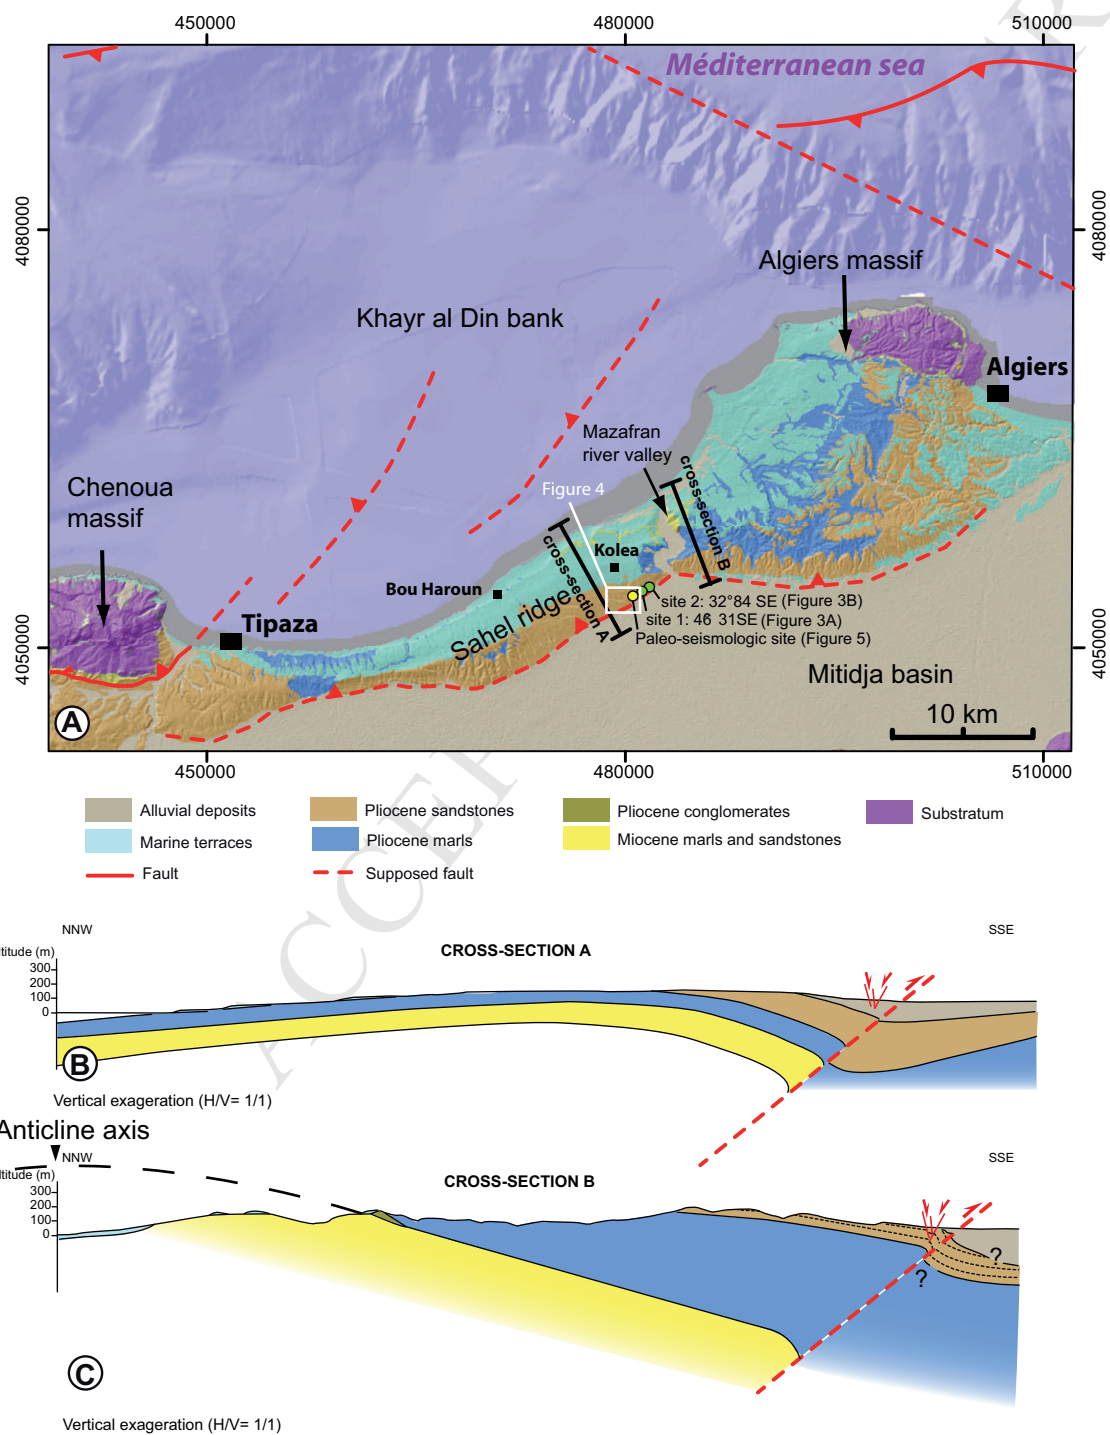 450000
480000
510000
Méditerranean sea
4080000
4080000
Algiers massif
Khayr al Din bank
Algiers
Mazafran
river valley
cross-section B
Chenoua
massif
Figure 4
cross-section A
Kolea
Bou Haroun
Sahel ridge
site 2: 32°84 SE (Figure 3B)
site 1: 46 31SE (Figure 3A)
Paleo-seismologic site (Figure 5)
Tipaza
4050000
4050000
Mitidja basin
A
10 km
450000
480000
510000
Alluvial deposits
Pliocene sandstones
Pliocene conglomerates
Substratum
Marine terraces
Pliocene marls
Miocene marls and sandstones
Fault
Supposed fault
ACCEP
R
NNW
SSE
ltitude (m)
CROSS-SECTION A
300
200
100
0
B
Vertical exageration (H/V= 1/1)
Anticline axis
NNW
SSE
ltitude (m)
CROSS-SECTION B
300
200
100
0
?
?
C
Vertical exageration (H/V= 1/1)